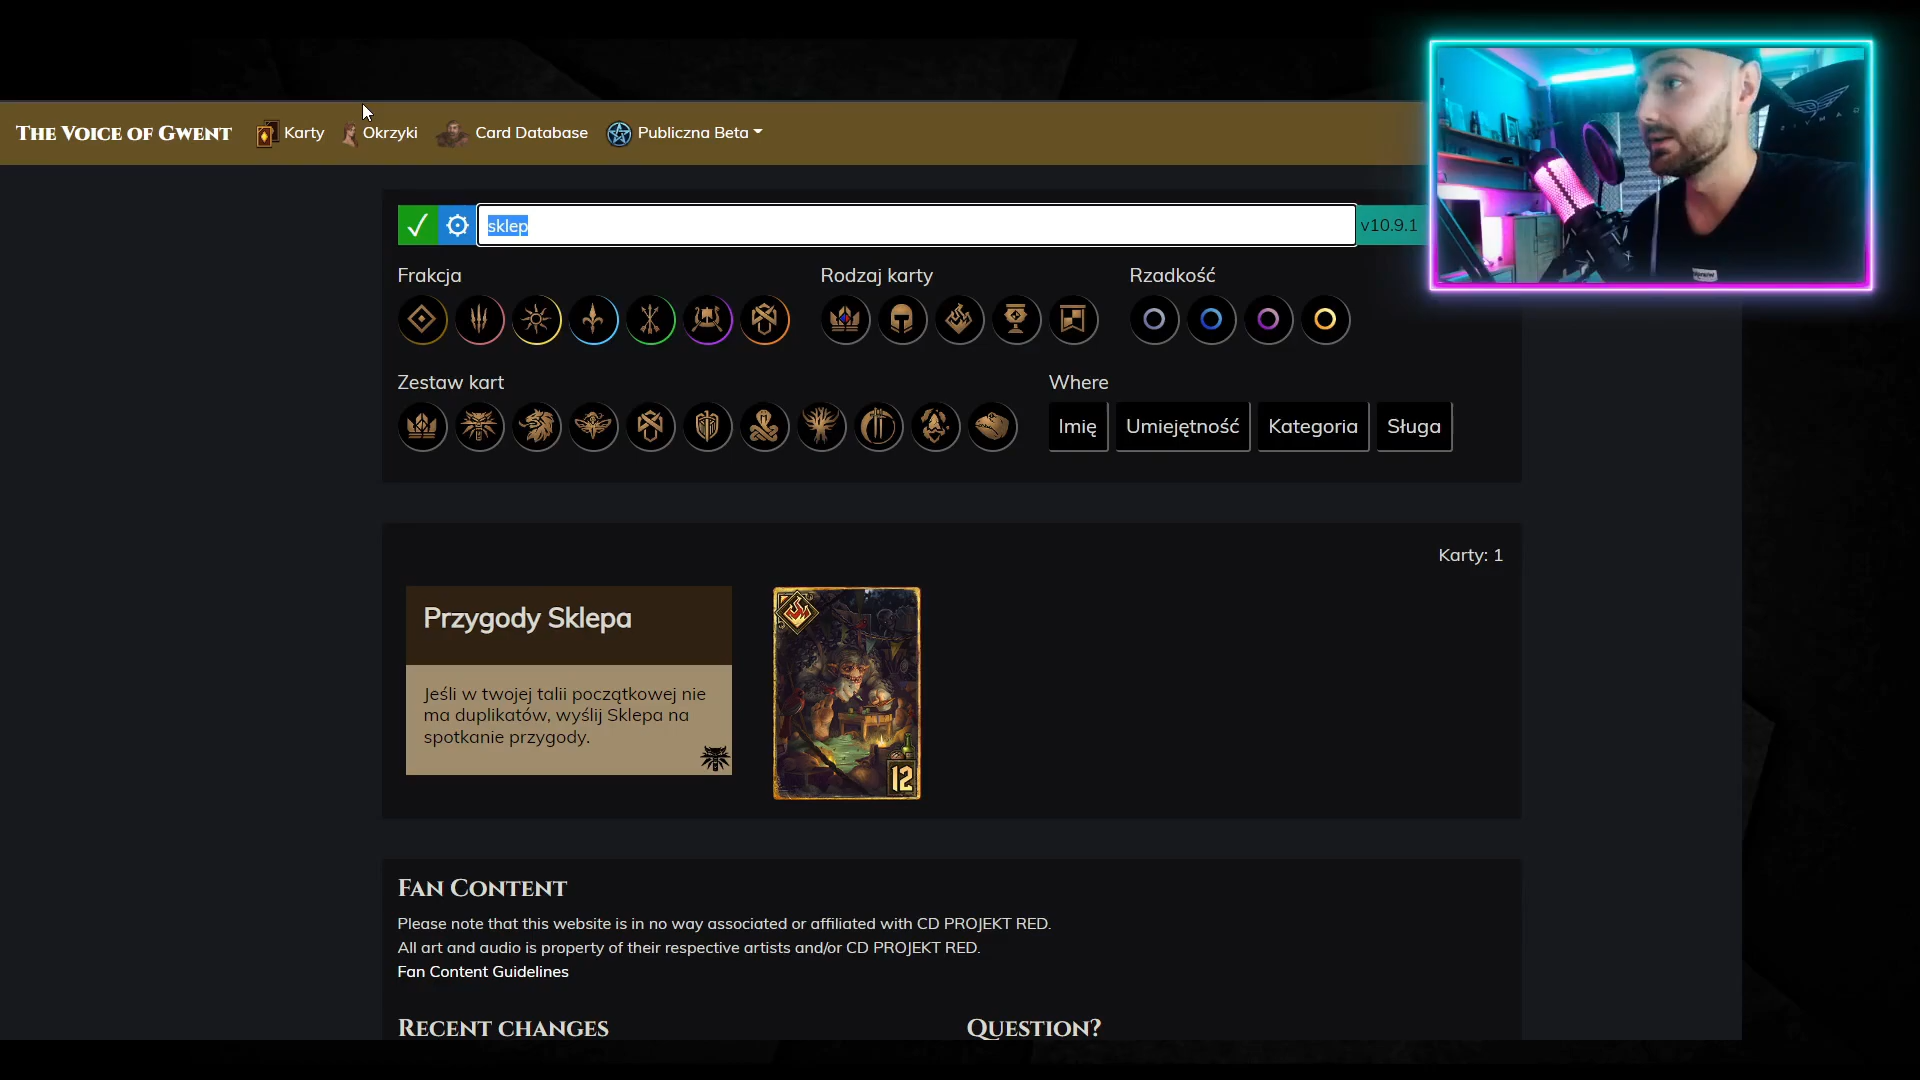 The Voice of Gwent
Karty
Okrzyki
Card Database
Publiczna Beta
sklep
v10.9.1
Frakcja
Rodzaj karty
Rzadkość
Zestaw kart
Where
Imię
Umiejętność
Kategoria
Sługa
Karty: 1
Przygody Sklepa
Jeśli w twojej talii początkowej nie
ma duplikatów, wyślij Sklepa na
spotkanie przygody.
12
Fan Content
Please note that this website is in no way associated or affiliated with CD PROJEKT RED.
All art and audio is property of their respective artists and/or CD PROJEKT RED.
Fan Content Guidelines
Recent changes
Question?